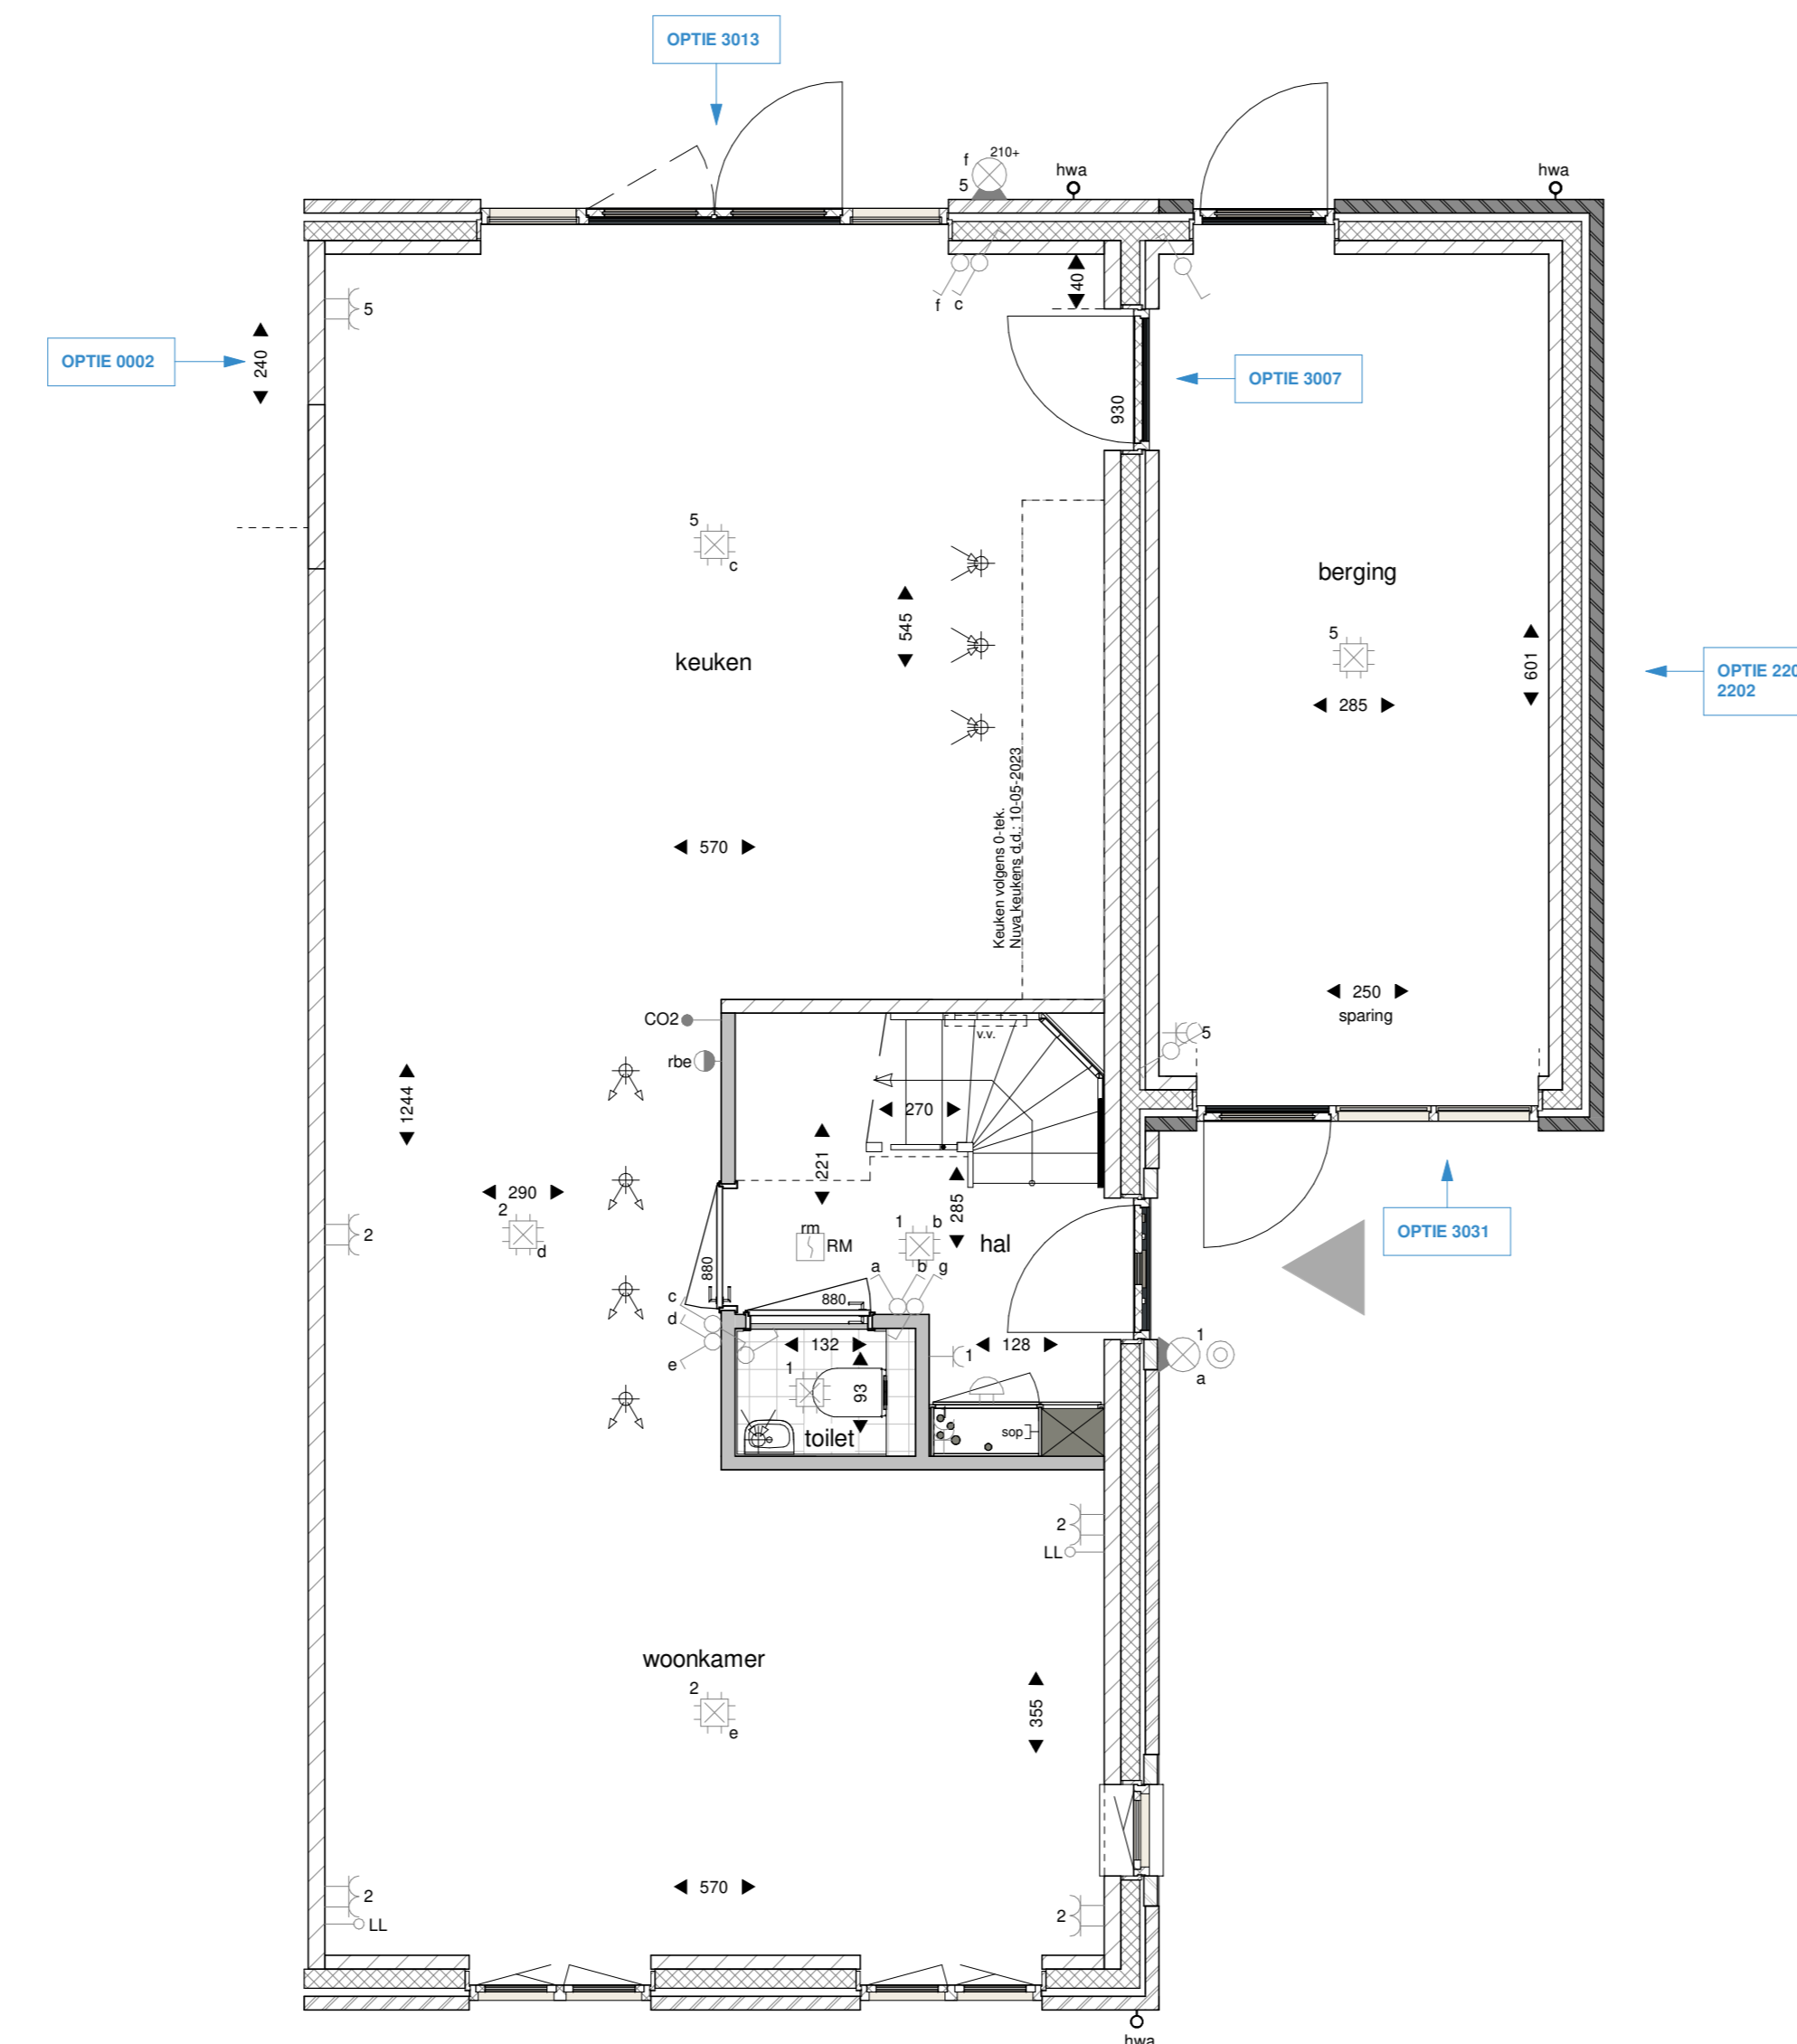 OPTIE 3013
f
210+
5
hwa
hwa
f
c
40
5
240
OPTIE 0002
OPTIE 3007
930
5
c
berging
545
5
keuken
601
285
2202
570
Keuken volgens 0-tek.
Nuva keukens d.d.: 10-05-2023
250
sparing
CO2
v.v.
5
rbe
1244
270
221
290
2
d
2
285
rm
RM
1
b
hal
OPTIE 3031
880
a
b
g
c
880
d
132
128
1
1
e
1
93
a
toilet
sop
2
LL
woonkamer
2
e
355
570
2
LL
2
hwa